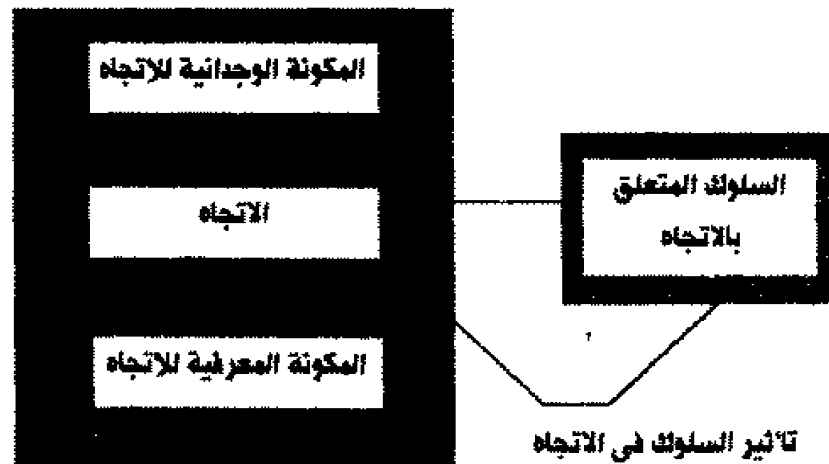 المكونة الوجدانية للاتجاه
الاتجاه
المكونة المعرفية للاتجاه
السلوك المتعلق
بالاتجاه
تأثير السلوك في الاتجاه